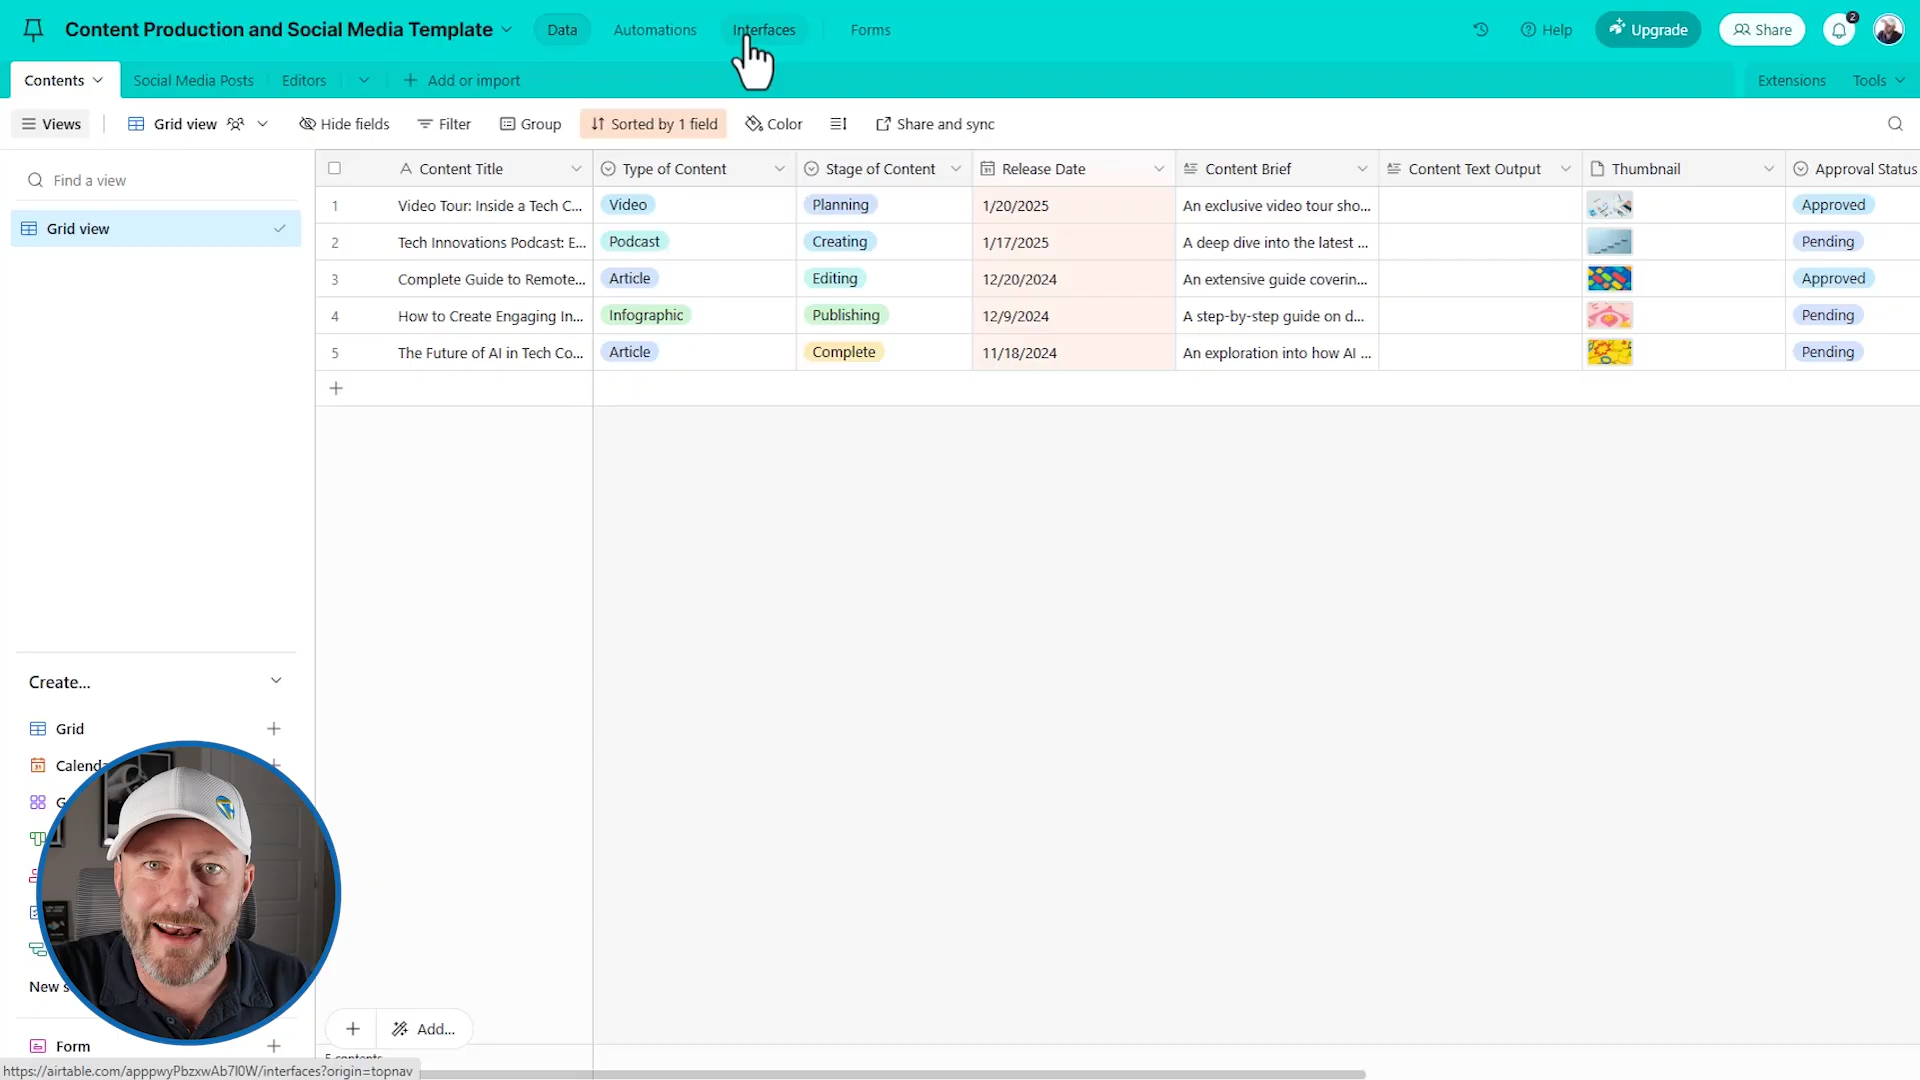 Content Production and Social Media Template
Data
Automations
Interfaces
Forms
Help
Upgrade
Share
2
Contents
Social Media Posts
Editors
Add or import
Extensions
Tools
Views
Grid view
Hide fields
Filter
Group
Sorted by 1 field
Color
Share and sync
Find a view
Grid view
Content Title
Type of Content
Stage of Content
Release Date
Content Brief
Content Text Output
Thumbnail
Approval Status
1 Video Tour: Inside a Tech C... Video Planning 1/20/2025 An exclusive video tour sho... Approved
2 Tech Innovations Podcast: E... Podcast Creating 1/17/2025 A deep dive into the latest ... Pending
3 Complete Guide to Remote... Article Editing 12/20/2024 An extensive guide coverin... Approved
4 How to Create Engaging In... Infographic Publishing 12/9/2024 A step-by-step guide on d... Pending
5 The Future of AI in Tech Co... Article Complete 11/18/2024 An exploration into how AI ... Pending
Create...
Grid
Calenda
G
New s
Form
Add...
5 contents
https://airtable.com/apppwyPbzxwAb7l0W/interfaces?origin=topnav